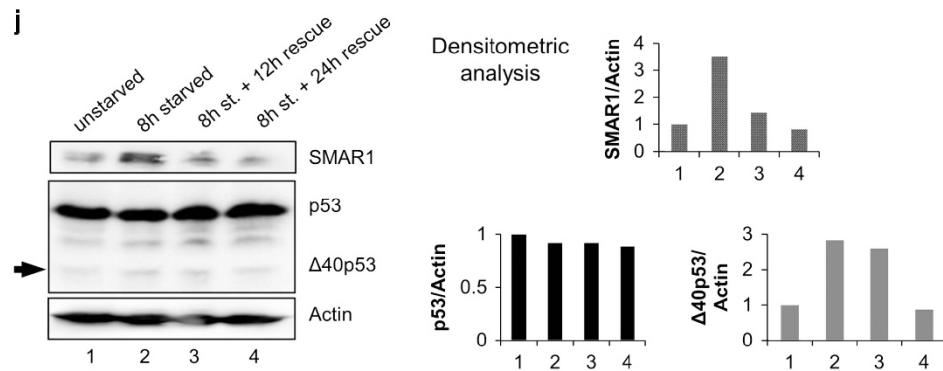 j
unstarved
8h starved
8h st. + 12h rescue
8h st. + 24h rescue
SMAR1
p53
Δ40p53
Actin
1 2 3 4
Densitometric
analysis
SMAR1/Actin
4
3
2
1
0
1 2 3 4
p53/Actin
1
0.5
0
1 2 3 4
Δ40p53/
Actin
3
2
1
0
1 2 3 4